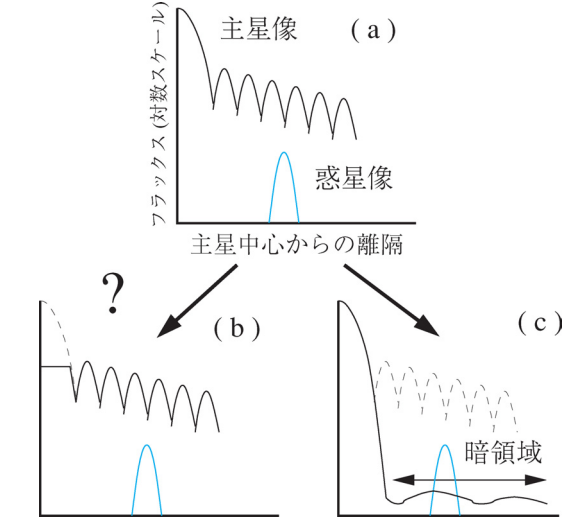 主星像
( a )
フラックス(対数スケール)
惑星像
主星中心からの離隔
?
( b )
( c )
暗領域